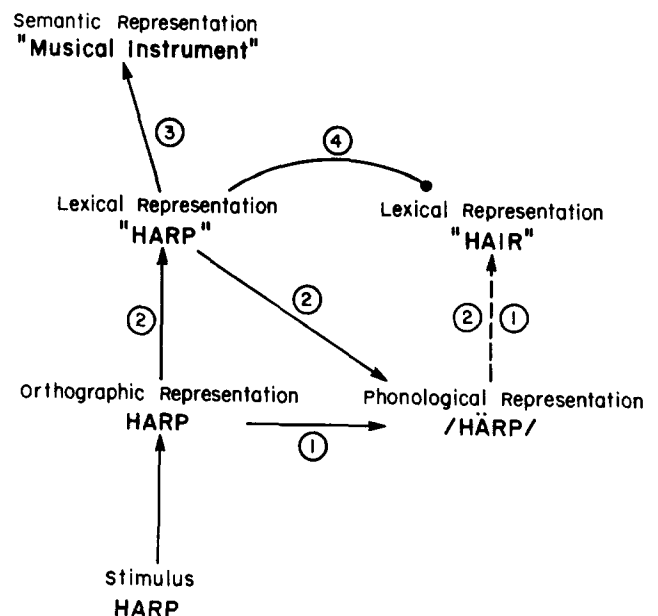 Semantic Representation
"Musical Instrument"
③
④
Lexical Representation
"HARP"
Lexical Representation
"HAIR"
②
②
②
①
Orthographic Representation
HARP
Phonological Representation
/HÄRP/
①
Stimulus
HARP